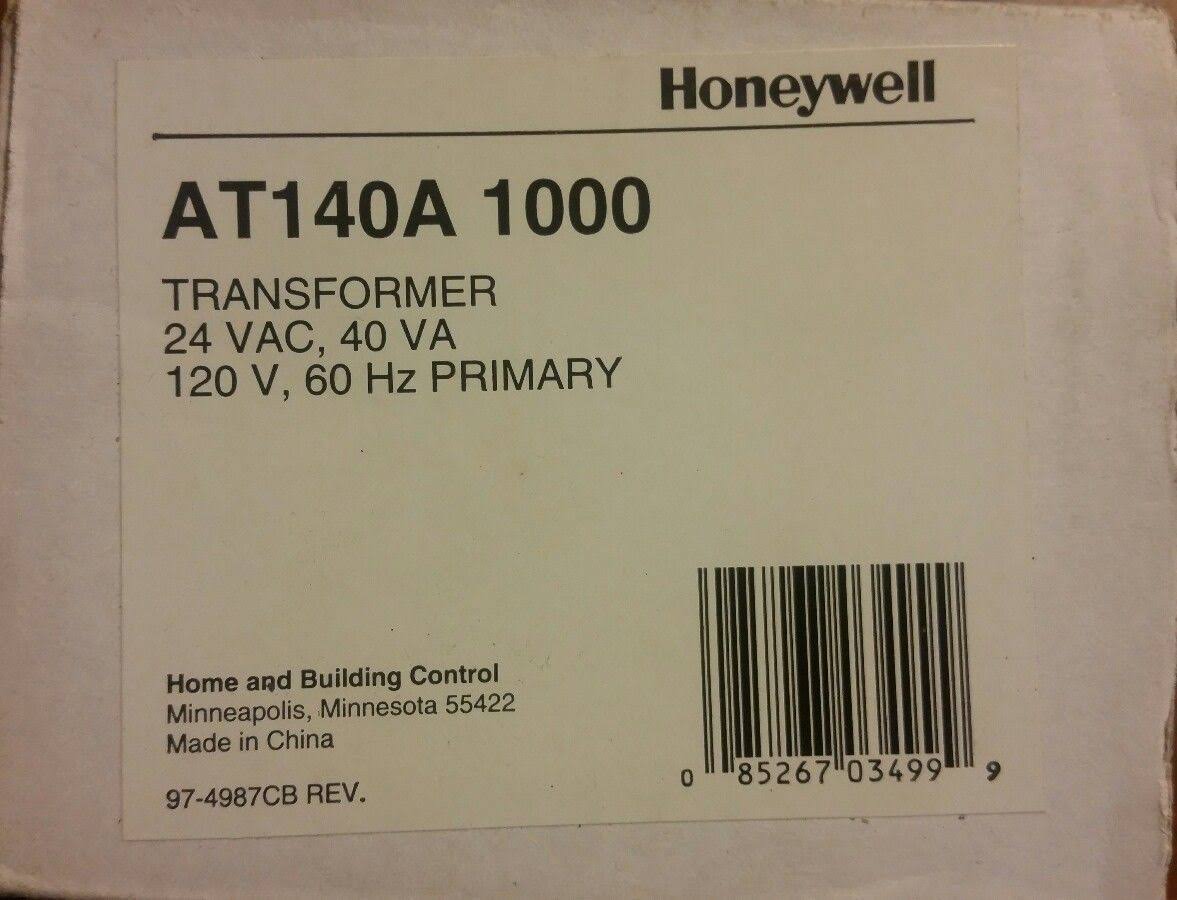 Honeywell
AT140A 1000
TRANSFORMER
24 VAC, 40 VA
120 V, 60 Hz PRIMARY
Home and Building Control
Minneapolis, Minnesota 55422
Made in China
97-4987CB REV.
0 85267 03499 9